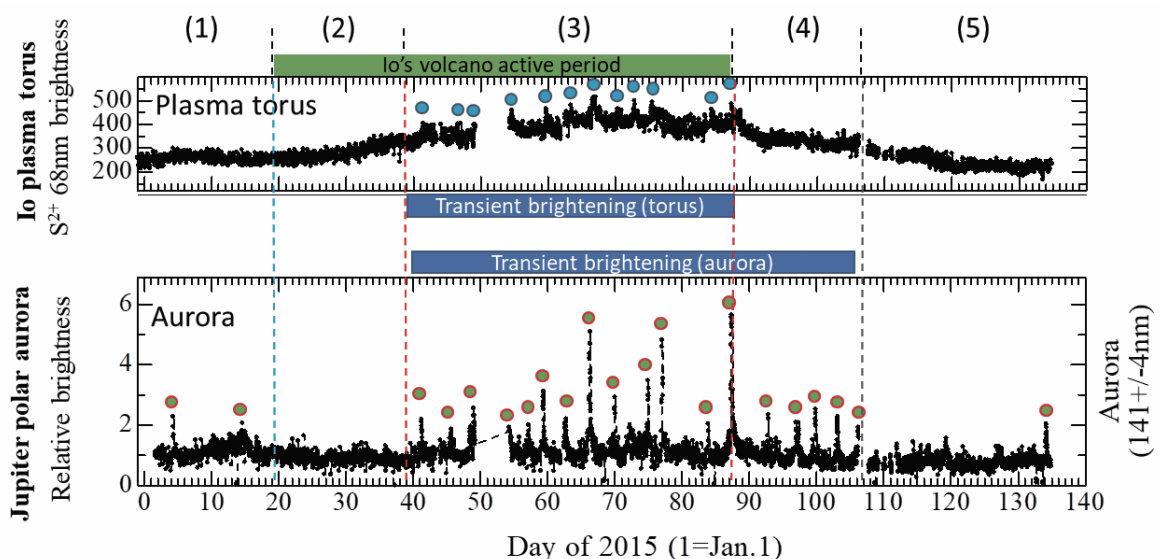 (1) (2) (3) (4) (5)
Io's volcano active period
Io plasma torus
S²⁺ 68nm brightness
500
400
300
200
Plasma torus
Transient brightening (torus)
Transient brightening (aurora)
Jupiter polar aurora
Relative brightness
6
4
2
0
Aurora
Aurora
(141+/-4nm)
0 10 20 30 40 50 60 70 80 90 100 110 120 130 140
Day of 2015 (1=Jan.1)